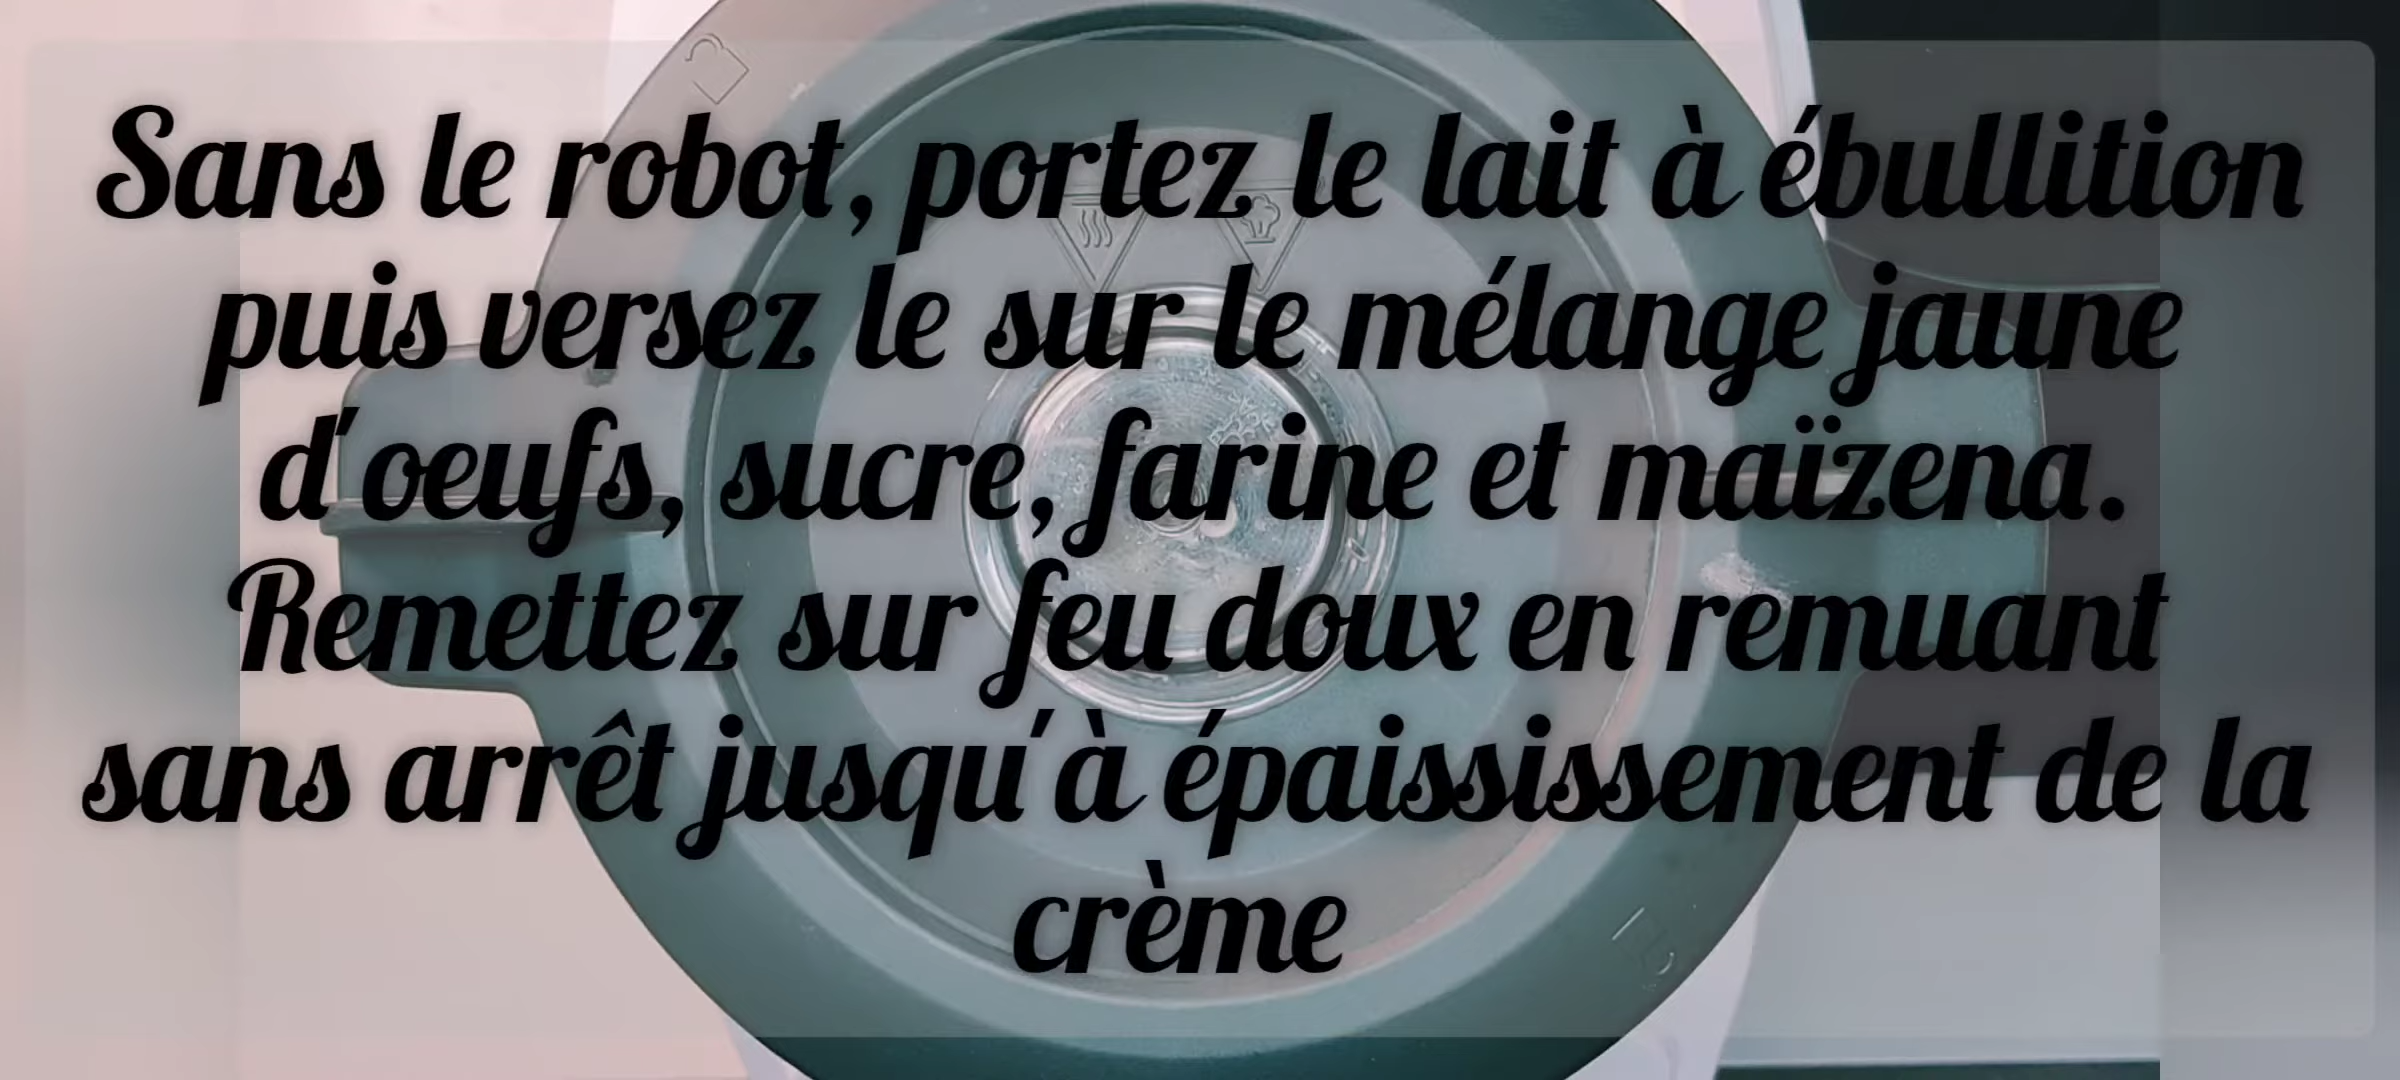 Sans le robot, portez le lait à ébullition
puis versez le sur le mélange jaune
d'oeufs, sucre, farine et maïzena.
Remettez sur feu doux en remuant
sans arrêt jusqu'à épaississement de la
crème